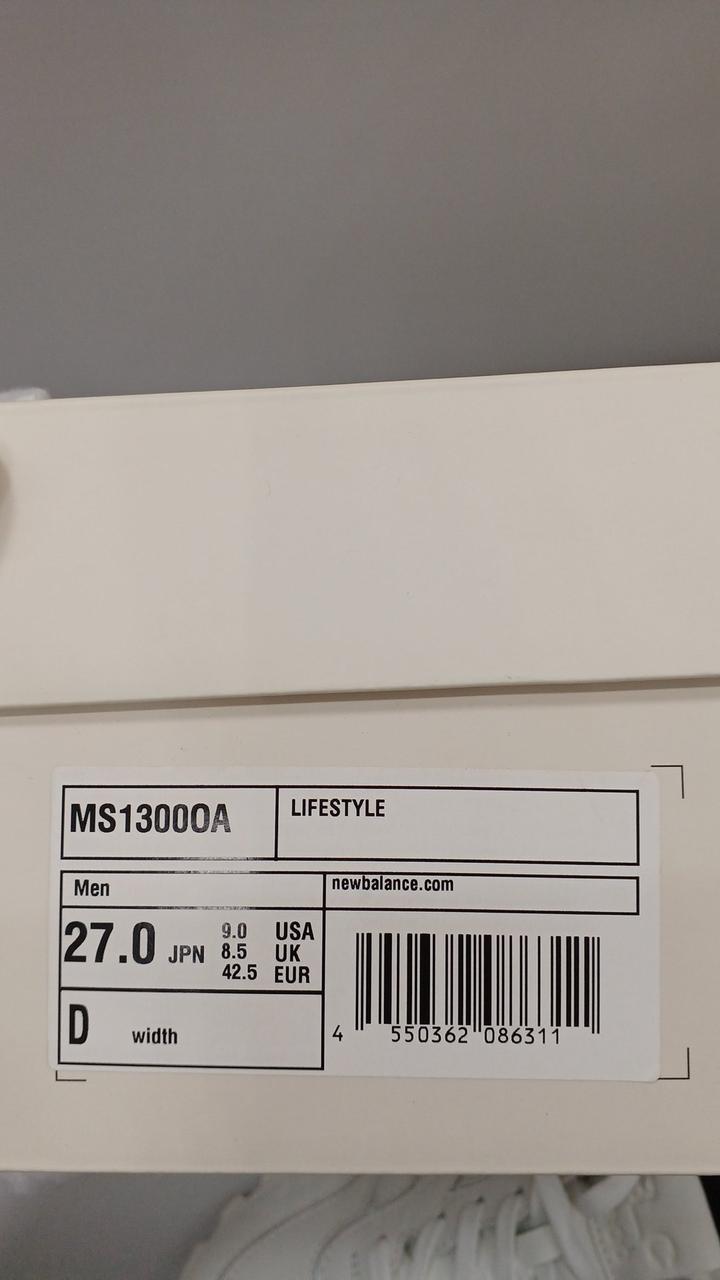 MS1300OA
LIFESTYLE
Men
newbalance.com
27.0 JPN
9.0 USA
8.5 UK
42.5 EUR
D width
4 550362 086311